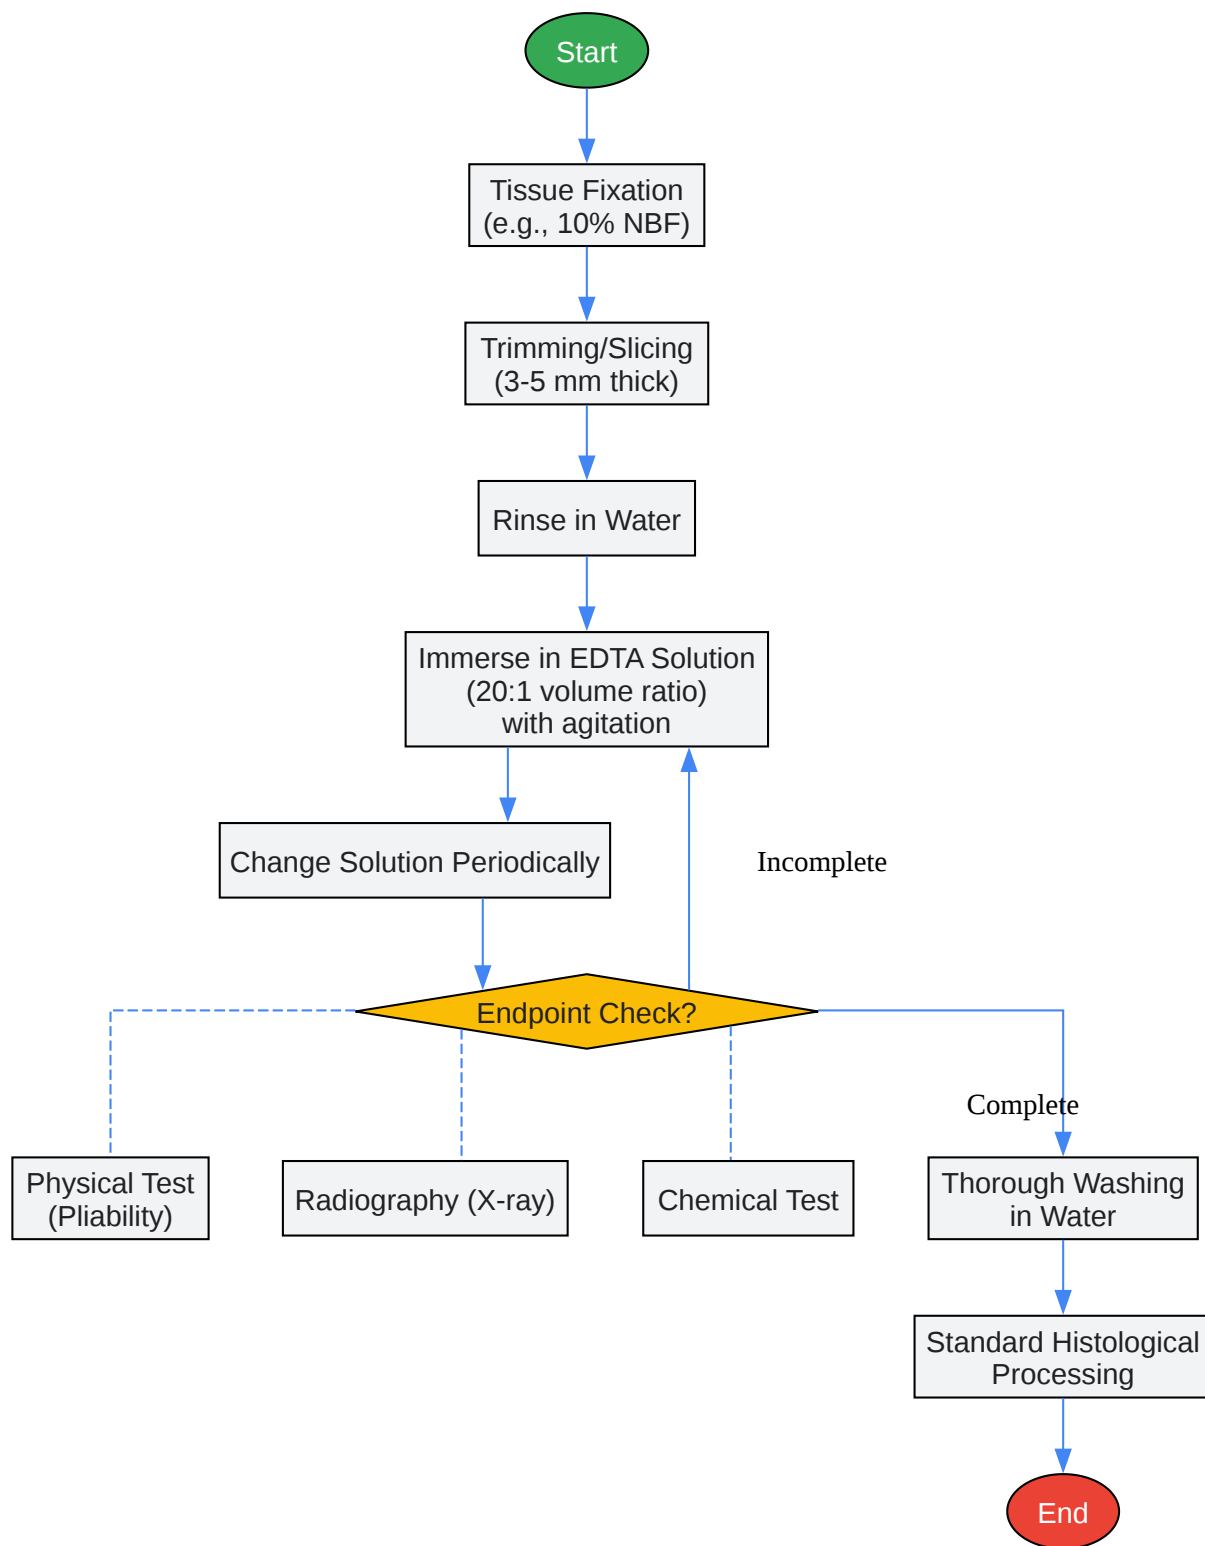 Start
Tissue Fixation
(e.g., 10% NBF)
Trimming/Slicing
(3-5 mm thick)
Rinse in Water
Immerse in EDTA Solution
(20:1 volume ratio)
with agitation
Change Solution Periodically
Incomplete
Endpoint Check?
Complete
Physical Test
(Pliability)
Radiography (X-ray)
Chemical Test
Thorough Washing
in Water
Standard Histological
Processing
End